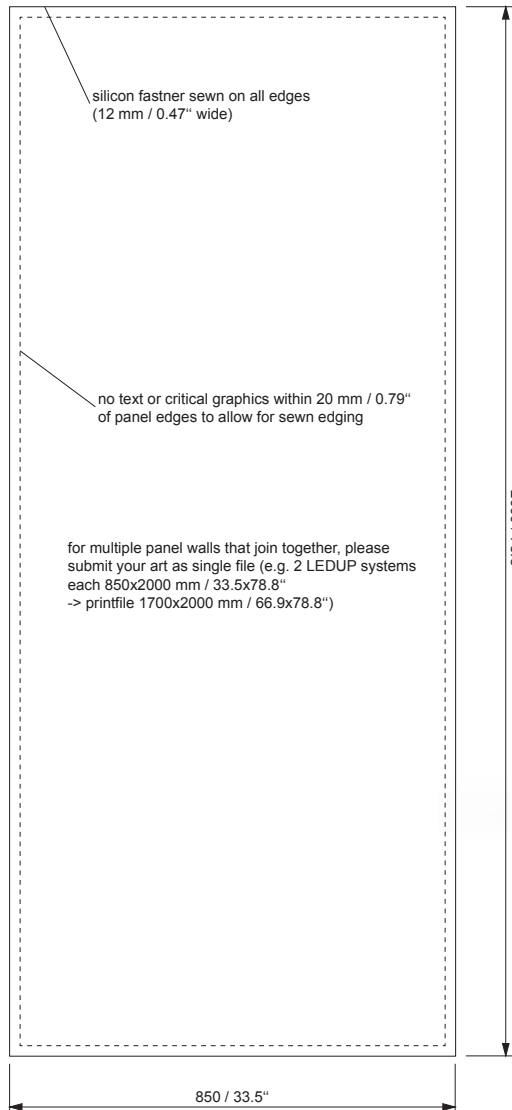 silicon fastner sewn on all edges
(12 mm / 0.47“ wide)
no text or critical graphics within 20 mm / 0.79“
of panel edges to allow for sewn edging
for multiple panel walls that join together, please
submit your art as single file (e.g. 2 LEDUP systems
each 850x2000 mm / 33.5x78.8“
-> printfile 1700x2000 mm / 66.9x78.8“)
850 / 33.5“